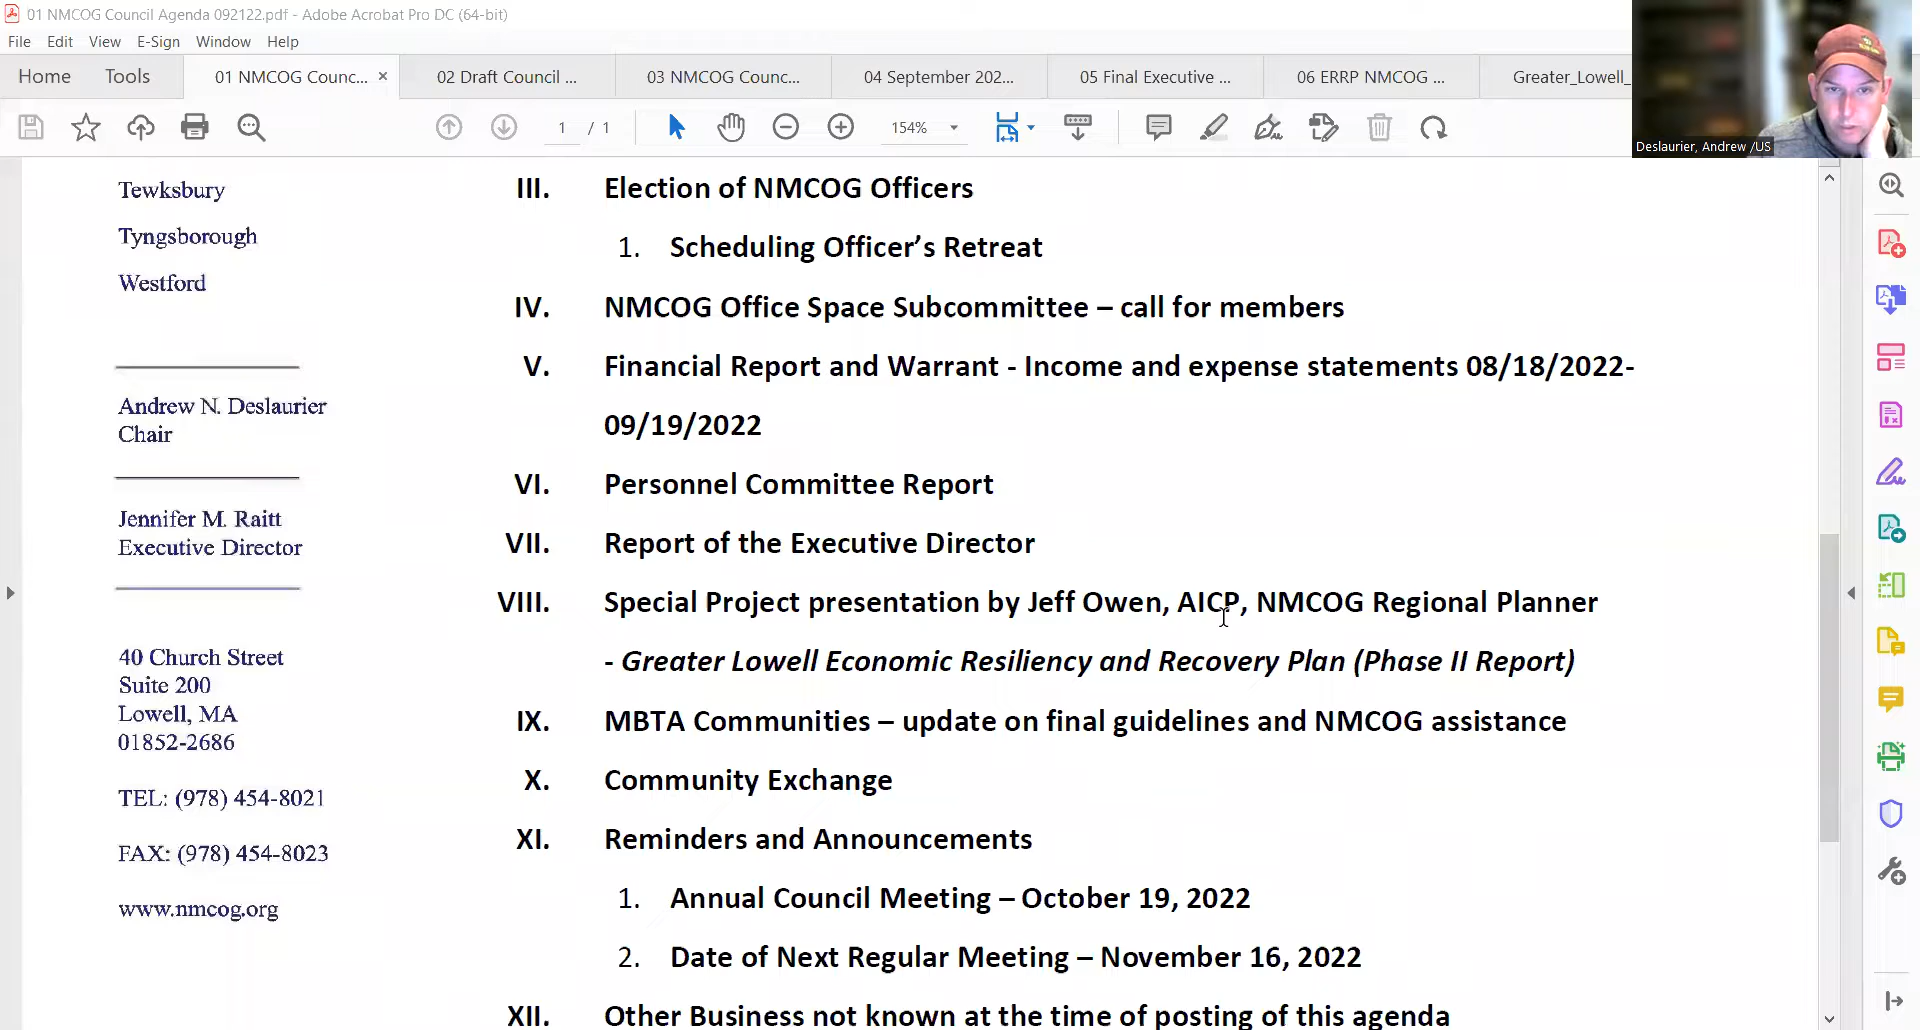 01 NMCOG Council Agenda 092122.pdf - Adobe Acrobat Pro DC (64-bit)
File Edit View E-Sign Window Help
Home Tools 01 NMCOG Counc... × 02 Draft Council ... 03 NMCOG Counc... 04 September 202... 05 Final Executive ... 06 ERRP NMCOG ... Greater_Lowell_
1 / 1 154%
Deslaurier, Andrew /US
Tewksbury
Tyngsborough
Westford
Andrew N. Deslaurier
Chair
Jennifer M. Raitt
Executive Director
40 Church Street
Suite 200
Lowell, MA
01852-2686
TEL: (978) 454-8021
FAX: (978) 454-8023
www.nmcog.org
III. Election of NMCOG Officers
1. Scheduling Officer’s Retreat
IV. NMCOG Office Space Subcommittee – call for members
V. Financial Report and Warrant - Income and expense statements 08/18/2022-
09/19/2022
VI. Personnel Committee Report
VII. Report of the Executive Director
VIII. Special Project presentation by Jeff Owen, AICP, NMCOG Regional Planner
- Greater Lowell Economic Resiliency and Recovery Plan (Phase II Report)
IX. MBTA Communities – update on final guidelines and NMCOG assistance
X. Community Exchange
XI. Reminders and Announcements
1. Annual Council Meeting – October 19, 2022
2. Date of Next Regular Meeting – November 16, 2022
XII. Other Business not known at the time of posting of this agenda